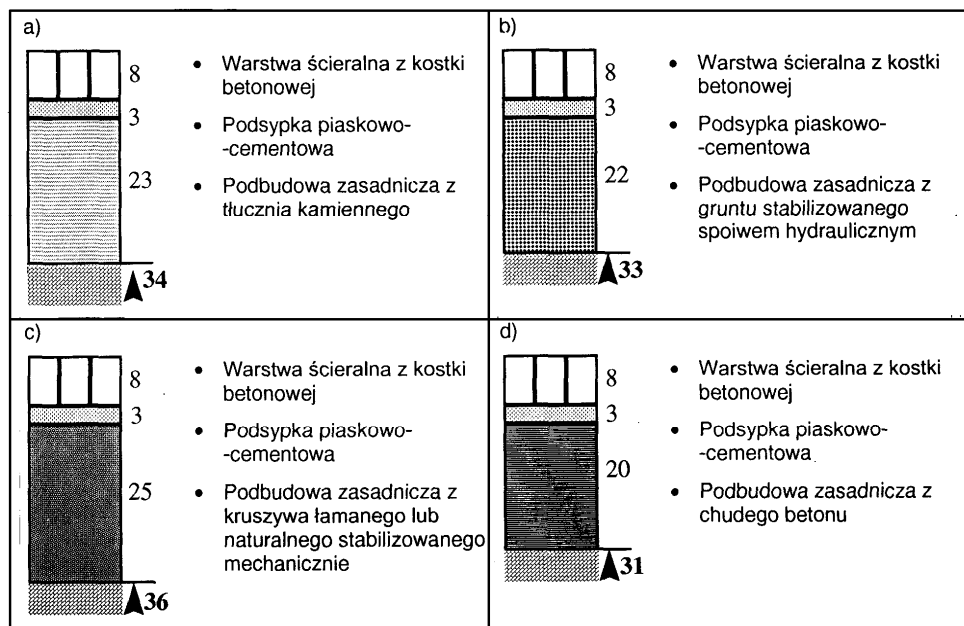 a)
8
3
23
34
• Warstwa ścieralna z kostki
betonowej
• Podsypka piaskowo-
-cementowa
• Podbudowa zasadnicza z
tłucznia kamiennego
b)
8
3
22
33
• Warstwa ścieralna z kostki
betonowej
• Podsypka piaskowo-
-cementowa
• Podbudowa zasadnicza z
gruntu stabilizowanego
spoiwem hydraulicznym
c)
8
3
25
36
• Warstwa ścieralna z kostki
betonowej
• Podsypka piaskowo-
-cementowa
• Podbudowa zasadnicza z
kruszywa łamanego lub
naturalnego stabilizowanego
mechanicznie
d)
8
3
20
31
• Warstwa ścieralna z kostki
betonowej
• Podsypka piaskowo-
-cementowa
• Podbudowa zasadnicza z
chudego betonu